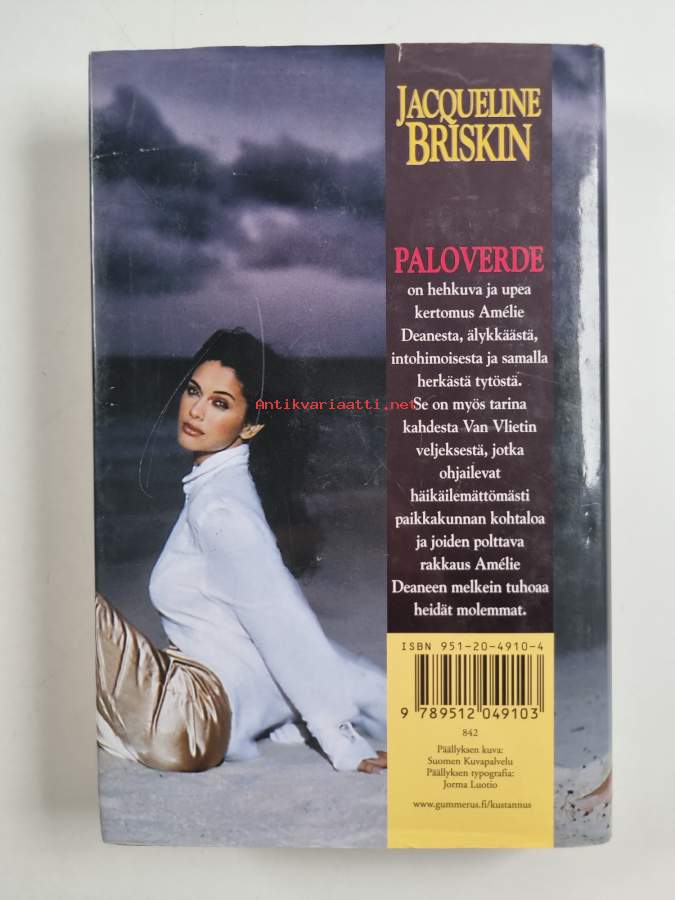 JACQUELINE
BRISKIN
PALOVERDE
on hehkuva ja upea
kertomus Amélie
Deanesta, älykkäästä,
intohimoisesta ja samalla
herkästä tytöstä.
Antikvariaatti.net
Se on myös tarina
kahdesta Van Vlietin
veljeksestä, jotka
ohjailevat
häikäilemättömästi
paikkakunnan kohtaloa
ja joiden polttava
rakkaus Amélie
Deaneen melkein tuhoaa
heidät molemmat.
ISBN 951-20-4910-4
9 789512 049103
842
Päällyksen kuva:
Suomen Kuvapalvelu
Päällyksen typografia:
Jorma Luotio
www.gummerus.fi/kustannus